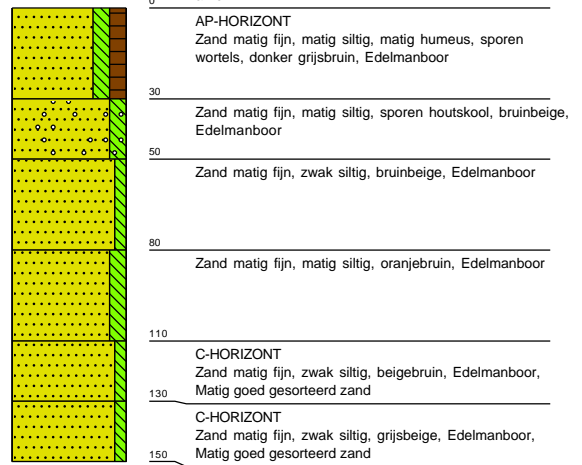 0
AP-HORIZONT
Zand matig fijn, matig siltig, matig humeus, sporen
wortels, donker grijsbruin, Edelmanboor
30
Zand matig fijn, matig siltig, sporen houtskool, bruinbeige,
Edelmanboor
50
Zand matig fijn, zwak siltig, bruinbeige, Edelmanboor
80
Zand matig fijn, matig siltig, oranjebruin, Edelmanboor
110
C-HORIZONT
Zand matig fijn, zwak siltig, beigebruin, Edelmanboor,
Matig goed gesorteerd zand
130
C-HORIZONT
Zand matig fijn, zwak siltig, grijsbeige, Edelmanboor,
Matig goed gesorteerd zand
150